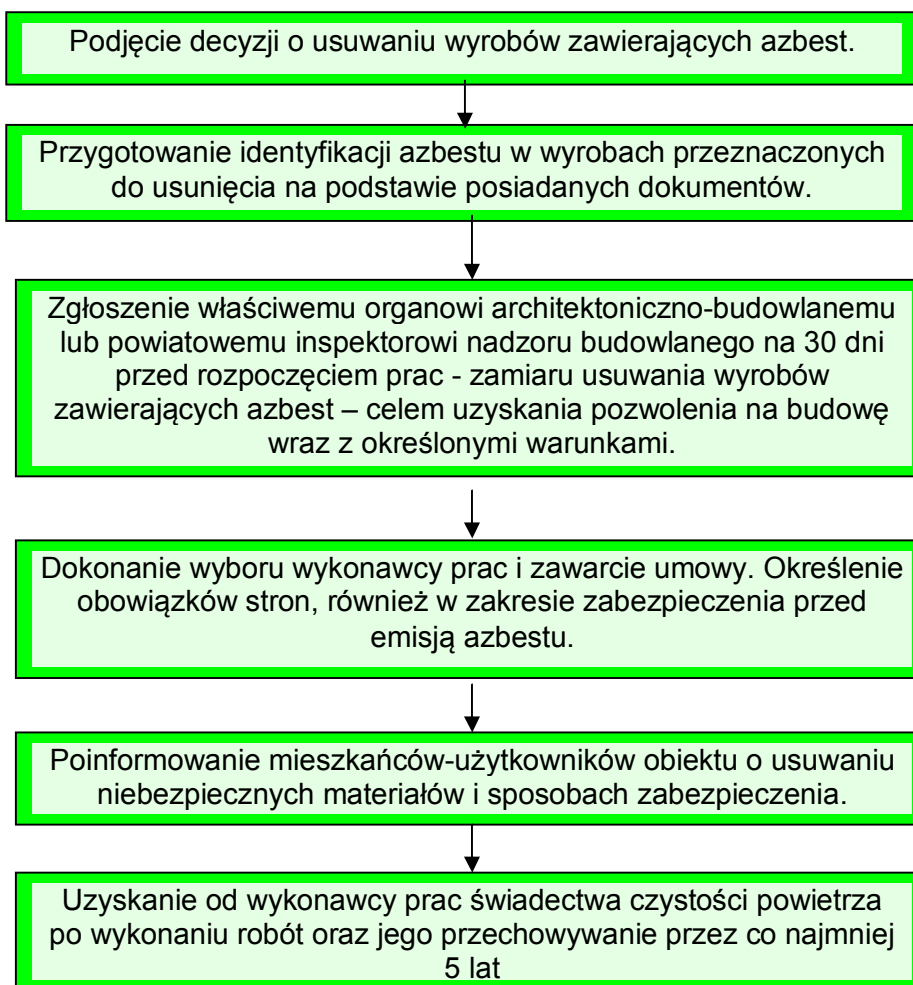 Podjęcie decyzji o usuwaniu wyrobów zawierających azbest.
Przygotowanie identyfikacji azbestu w wyrobach przeznaczonych
do usunięcia na podstawie posiadanych dokumentów.
Zgłoszenie właściwemu organowi architektoniczno-budowlanemu
lub powiatowemu inspektorowi nadzoru budowlanego na 30 dni
przed rozpoczęciem prac - zamiaru usuwania wyrobów
zawierających azbest – celem uzyskania pozwolenia na budowę
wraz z określonymi warunkami.
Dokonanie wyboru wykonawcy prac i zawarcie umowy. Określenie
obowiązków stron, również w zakresie zabezpieczenia przed
emisją azbestu.
Poinformowanie mieszkańców-użytkowników obiektu o usuwaniu
niebezpiecznych materiałów i sposobach zabezpieczenia.
Uzyskanie od wykonawcy prac świadectwa czystości powietrza
po wykonaniu robót oraz jego przechowywanie przez co najmniej
5 lat